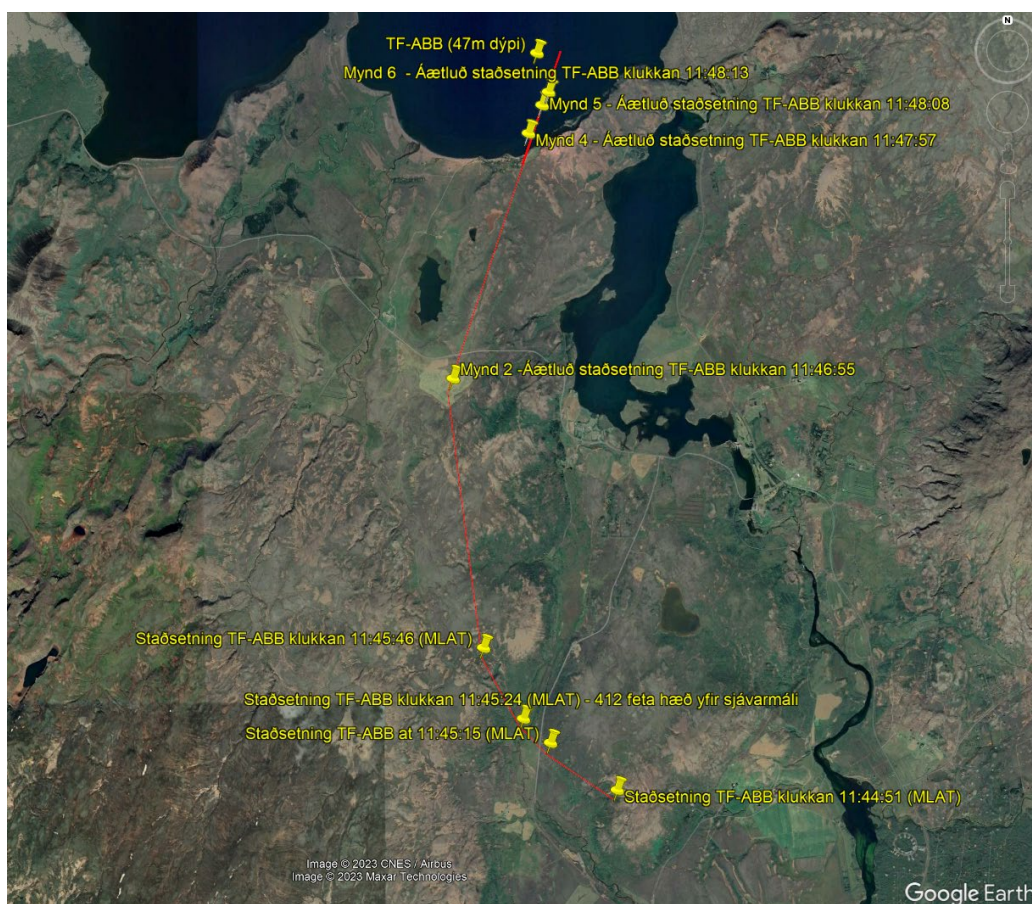 N
TF-ABB (47m dýpi)
Mynd 6 - Áætluð staðsetning TF-ABB klukkan 11:48:13
Mynd 5 - Áætluð staðsetning TF-ABB klukkan 11:48:08
Mynd 4 - Áætluð staðsetning TF-ABB klukkan 11:47:57
Mynd 2 -Áætluð staðsetning TF-ABB klukkan 11:46:55
Staðsetning TF-ABB klukkan 11:45:46 (MLAT)
Staðsetning TF-ABB klukkan 11:45:24 (MLAT) - 412 feta hæð yfir sjávarmáli
Staðsetning TF-ABB at 11:45:15 (MLAT)
Staðsetning TF-ABB klukkan 11:44:51 (MLAT)
Image © 2023 CNES / Airbus
Image © 2023 Maxar Technologies
Google Earth